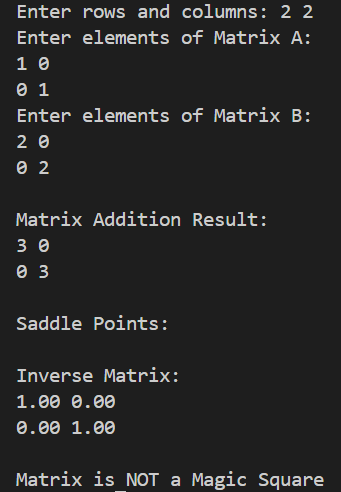 Enter rows and columns: 2 2
Enter elements of Matrix A:
1 0
0 1
Enter elements of Matrix B:
2 0
0 2
Matrix Addition Result:
3 0
0 3
Saddle Points:
Inverse Matrix:
1.00 0.00
0.00 1.00
Matrix is NOT a Magic Square